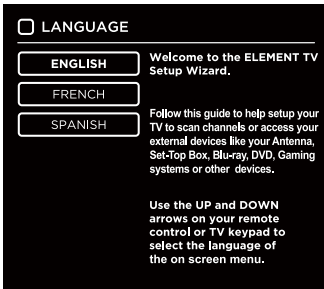 LANGUAGE
ENGLISH
FRENCH
SPANISH
Welcome to the ELEMENT TV
Setup Wizard.
Follow this guide to help setup your
TV to scan channels or access your
external devices like your Antenna,
Set-Top Box, Blu-ray, DVD, Gaming
systems or other devices.
Use the UP and DOWN
arrows on your remote
control or TV keypad to
select the language of
the on screen menu.